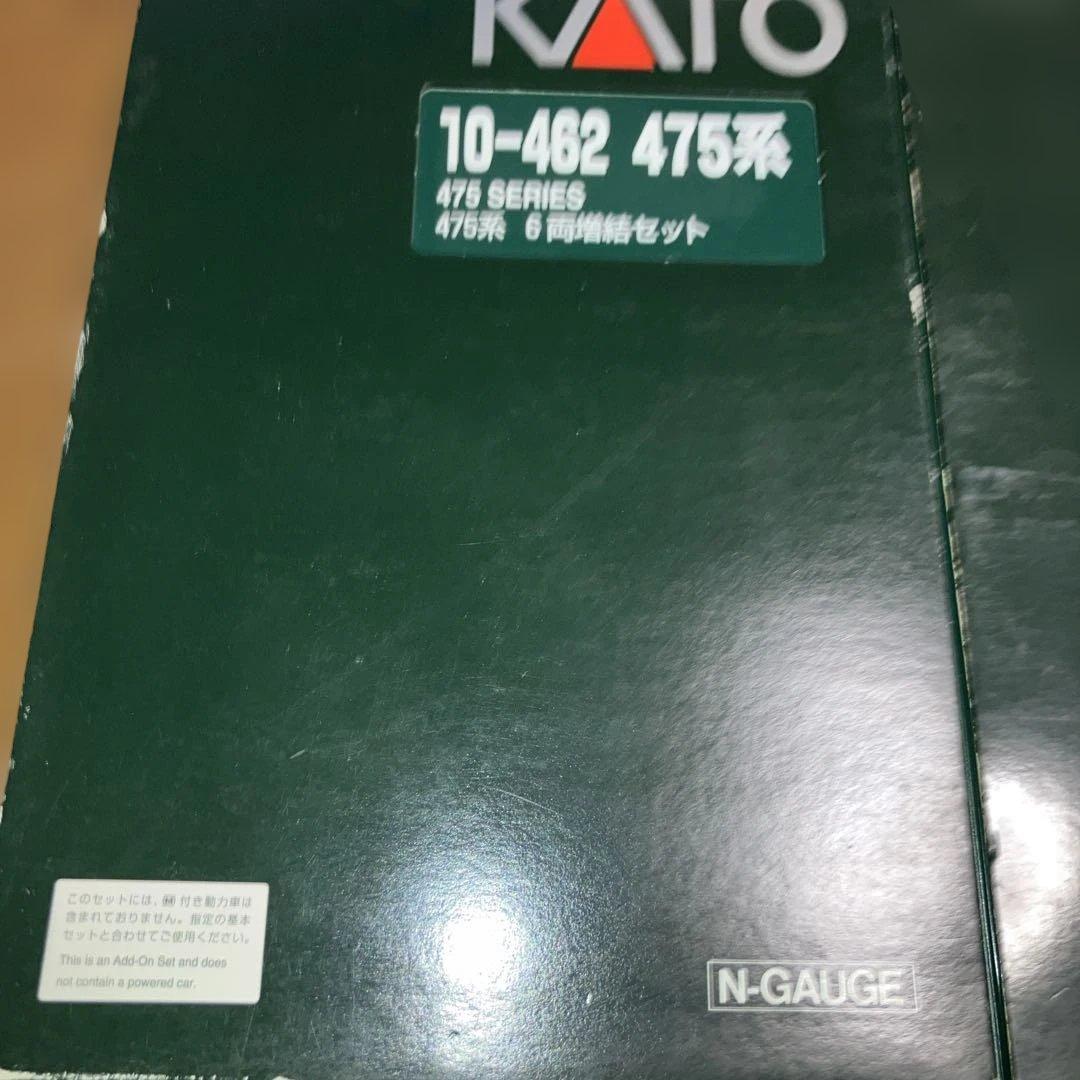 KATO
10-462 475系
475 SERIES
475系 6両増結セット
このセットには、Ⓜ付き動力車は
含まれておりません。指定の基本
セットと合わせてご使用ください。
This is an Add-On Set and does
not contain a powered car.
N-GAUGE